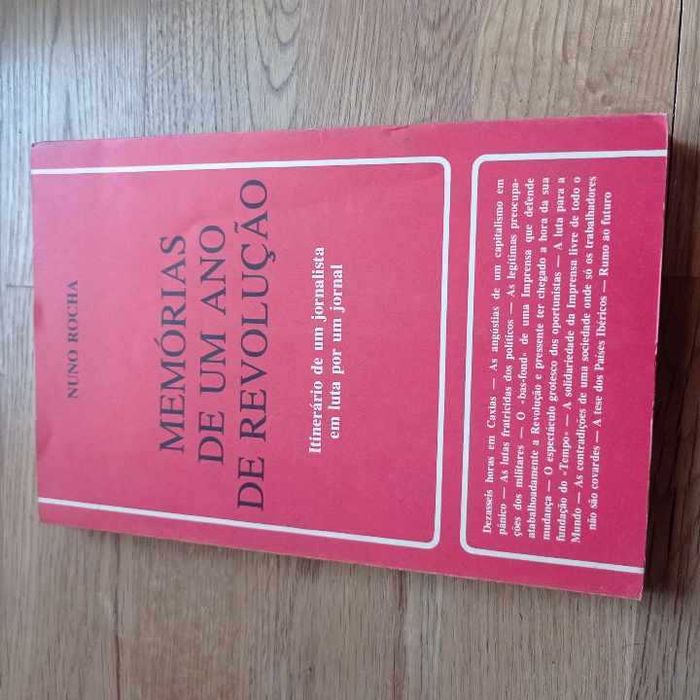 NUNO ROCHA
MEMÓRIAS
DE UM ANO
DE REVOLUÇÃO
Itinerário de um jornalista
em luta por um jornal
Dezasseis horas em Caxias — As angústias de um capitalismo em
pânico — As lutas fratricidas dos políticos — As legítimas preocupa-
ções dos militares — O «bas-fond» de uma Imprensa que defende
atabalhoadamente a Revolução e pressente ter chegado a hora da sua
mudança — O espectáculo grotesco dos oportunistas — A luta para a
fundação do «Tempo» — A solidariedade da Imprensa livre de todo o
Mundo — As contradições de uma sociedade onde só os trabalhadores
não são covardes — A tese dos Países Ibéricos — Rumo ao futuro